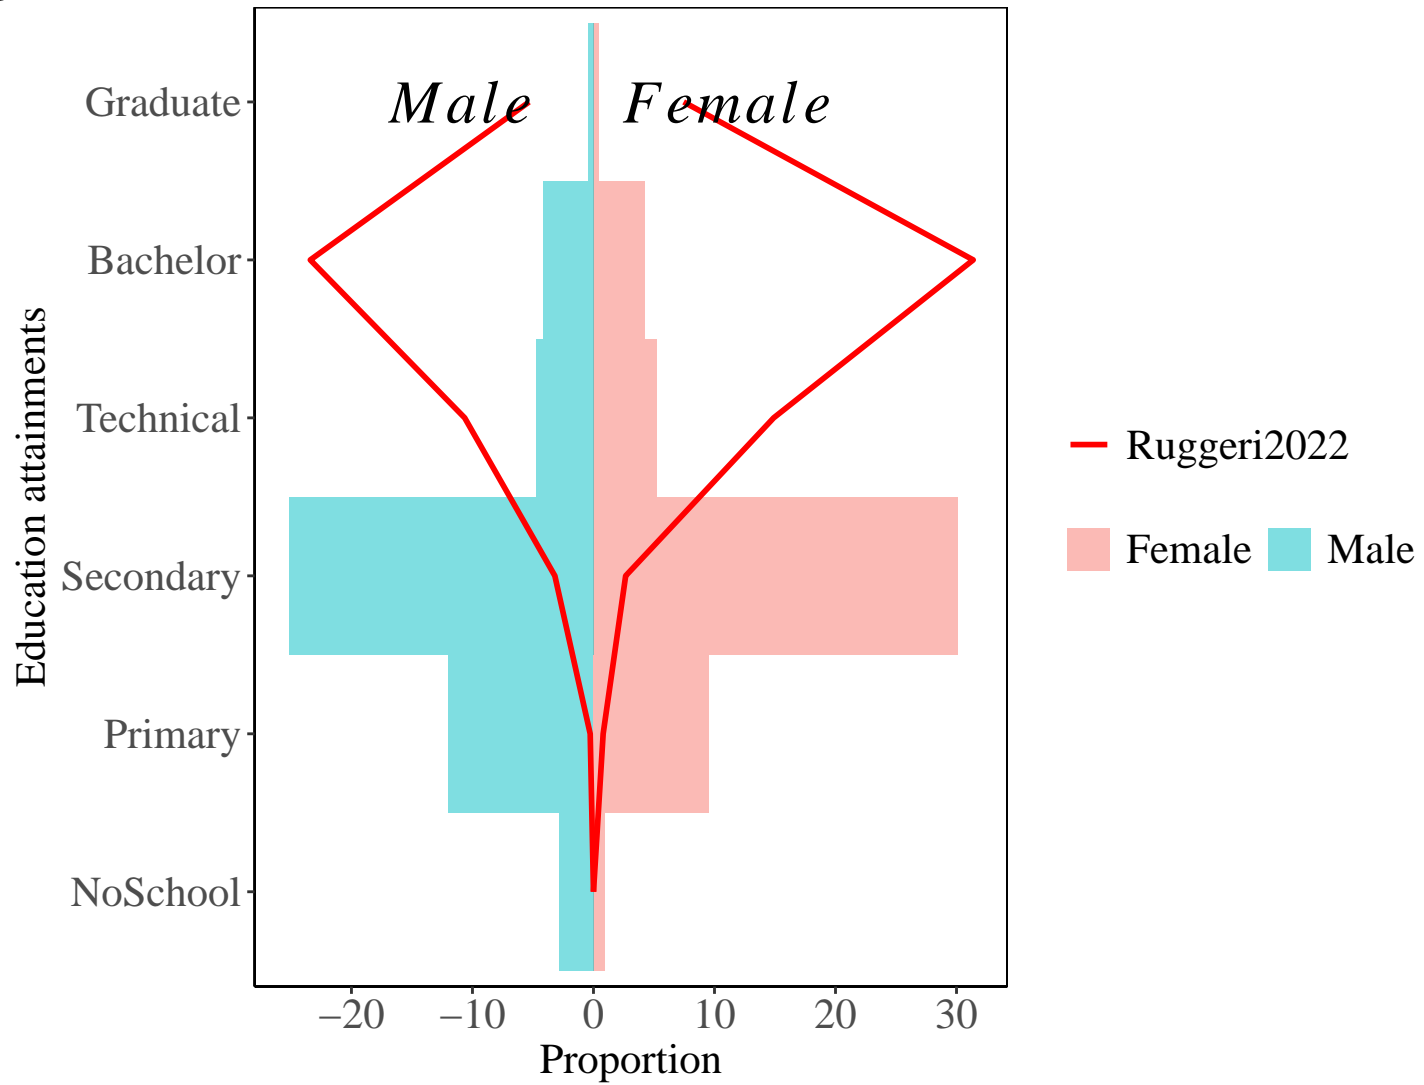 Male Female
Graduate
Bachelor
Technical
Secondary
Primary
NoSchool
Education attainments
−20 −10 0 10 20 30
Proportion
Ruggeri2022
Female Male